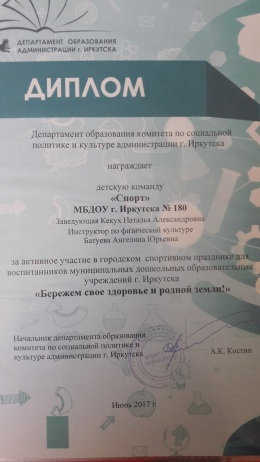 ДЕПАРТАМЕНТ ОБРАЗОВАНИЯ
АДМИНИСТРАЦИИ г. ИРКУТСКА
ДИПЛОМ
Департамент образования комитета по социальной
политике и культуре администрации г. Иркутска
награждает
детскую команду
«Спорт»
МБДОУ г. Иркутска № 180
Заведующая Кекух Наталья Александровна
Инструктор по физической культуре
Батуева Ангелина Юрьевна
за активное участие в городском спортивном празднике для
воспитанников муниципальных дошкольных образовательных
учреждений г. Иркутска
«Бережем свое здоровье и родной земли!»
Начальник департамента образования
комитета по социальной политике и
культуре администрации г. Иркутска
А.К. Костин
Июнь 2017 г